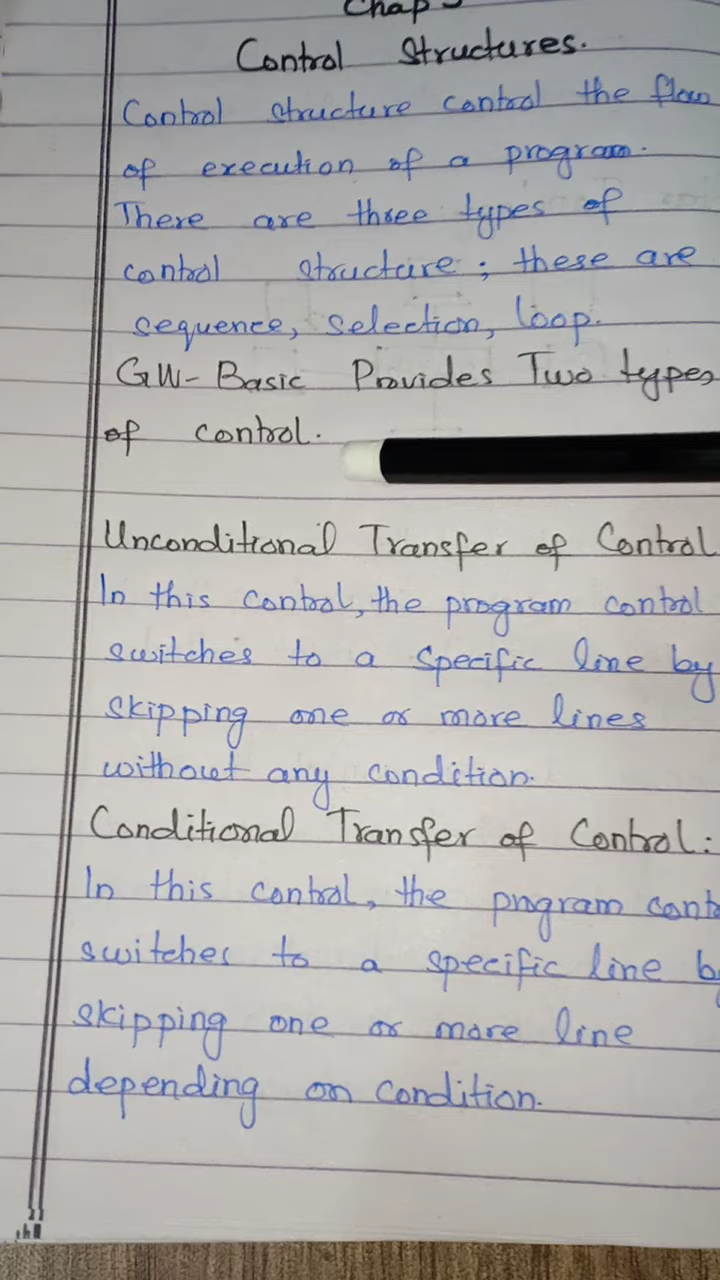 Chap
Control Structures.
Control structure control the flow
of execution of a program.
There are three types of
control structure; these are
sequence, selection, loop.
GW-Basic Provides Two types
of control.
Unconditional Transfer of Control
In this control, the program control
switches to a specific line by
skipping one or more lines
without any condition.
Conditional Transfer of Control:
In this control, the program cont
switches to a specific line b
skipping one or more line
depending on condition.